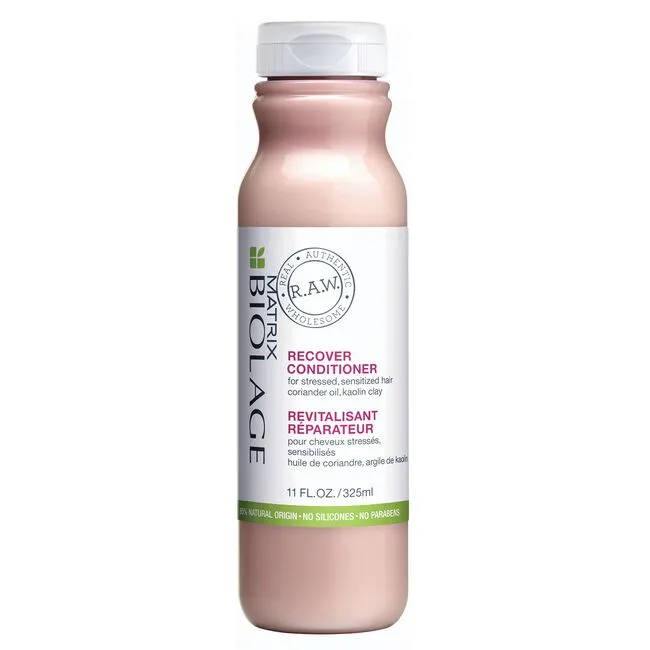 MATRIX
BIOLAGE
REAL • AUTHENTIC • WHOLESOME •
R.A.W.
RECOVER
CONDITIONER
for stressed, sensitized hair
coriander oil, kaolin clay
REVITALISANT
RÉPARATEUR
pour cheveux stressés,
sensibilisés
huile de coriandre, argile de kaolin
11 FL.OZ./325ml
NATURAL ORIGIN • NO SILICONES • NO PARABENS